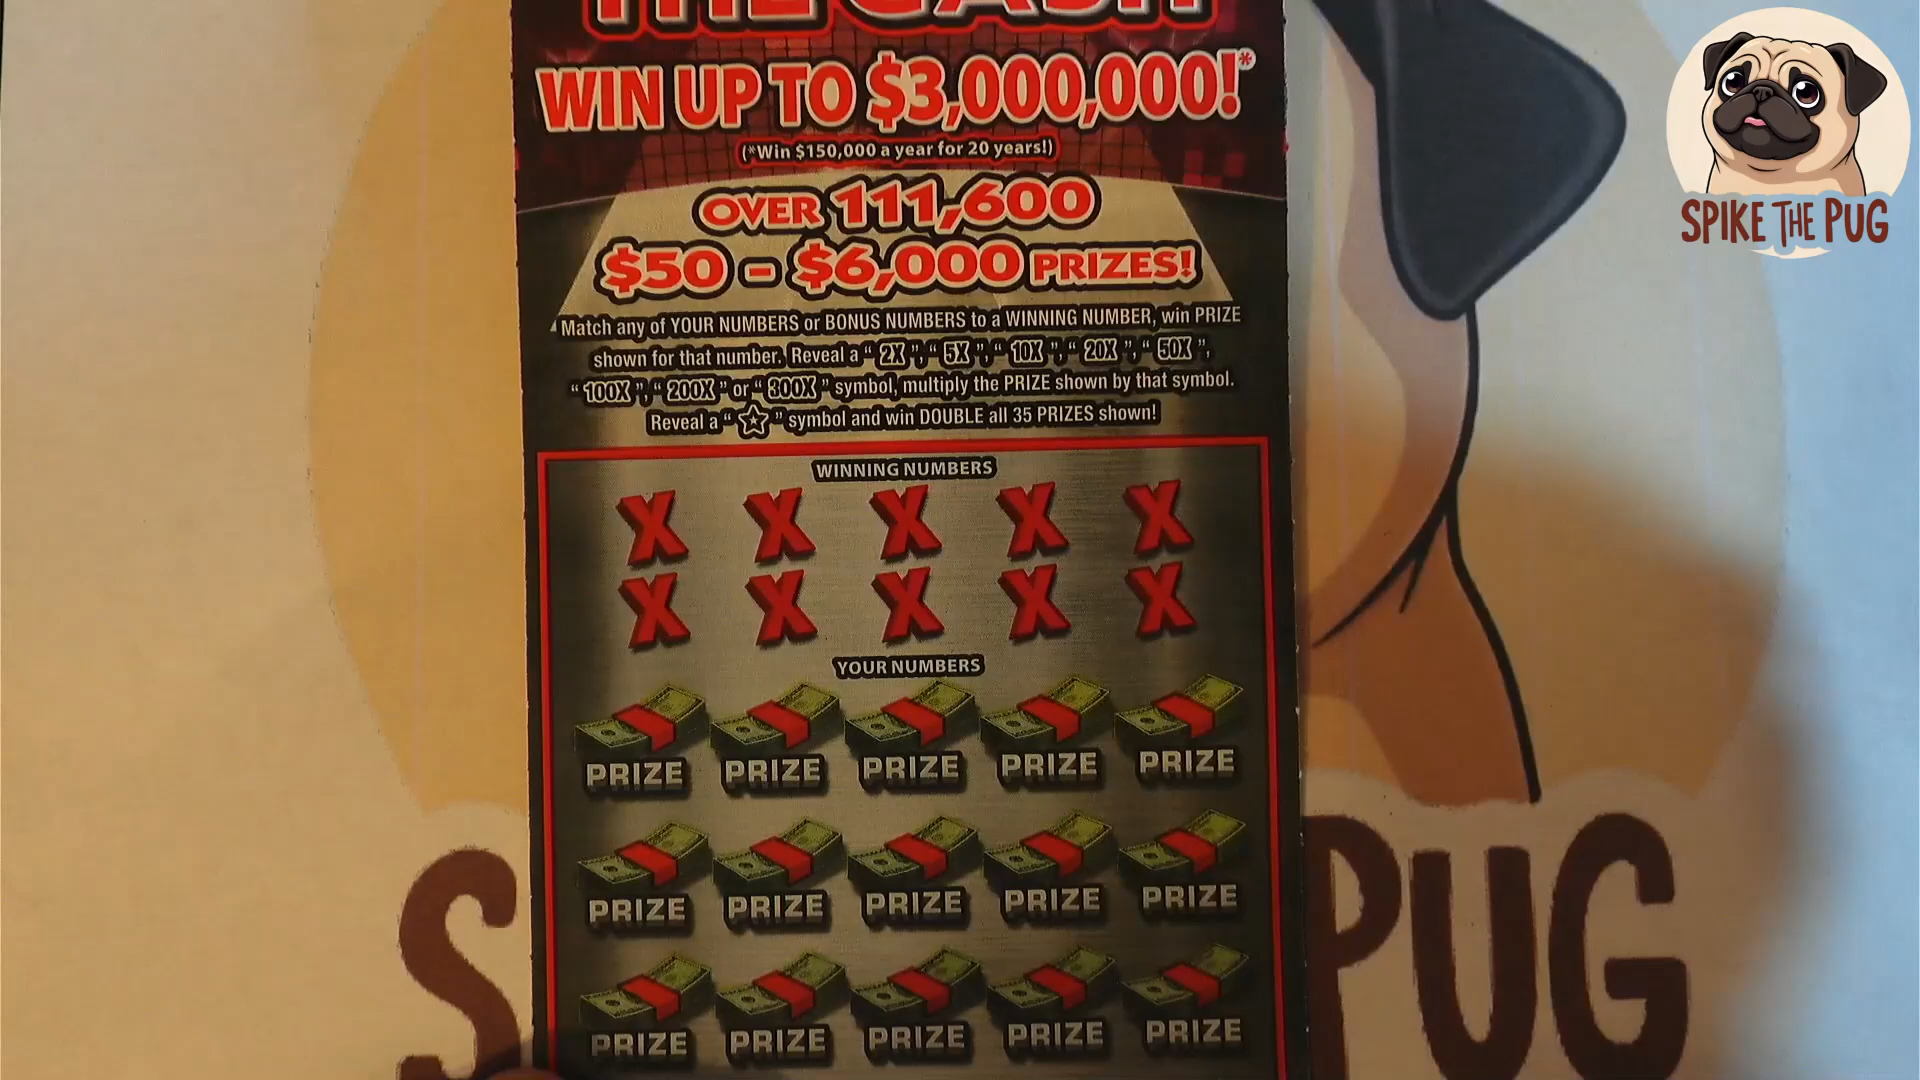 THE CASH
WIN UP TO $3,000,000!*
(*Win $150,000 a year for 20 years!)
OVER 111,600
$50 - $6,000 PRIZES!
Match any of YOUR NUMBERS or BONUS NUMBERS to a WINNING NUMBER, win PRIZE
shown for that number. Reveal a "2X", "5X", "10X", "20X", "50X",
"100X", "200X" or "300X" symbol, multiply the PRIZE shown by that symbol.
Reveal a "☆" symbol and win DOUBLE all 35 PRIZES shown!
WINNING NUMBERS
X X X X X
X X X X X
YOUR NUMBERS
PRIZE PRIZE PRIZE PRIZE PRIZE
PRIZE PRIZE PRIZE PRIZE PRIZE
PRIZE PRIZE PRIZE PRIZE PRIZE
S PUG
SPIKE THE PUG